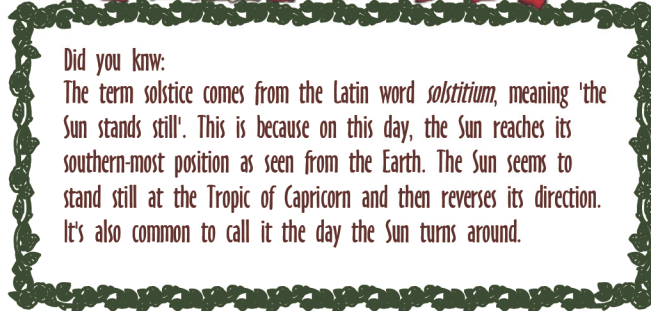 Did you knw:
The term solstice comes from the Latin word solstitium, meaning 'the
Sun stands still'. This is because on this day, the Sun reaches its
southern-most position as seen from the Earth. The Sun seems to
stand still at the Tropic of Capricorn and then reverses its direction.
It's also common to call it the day the Sun turns around.